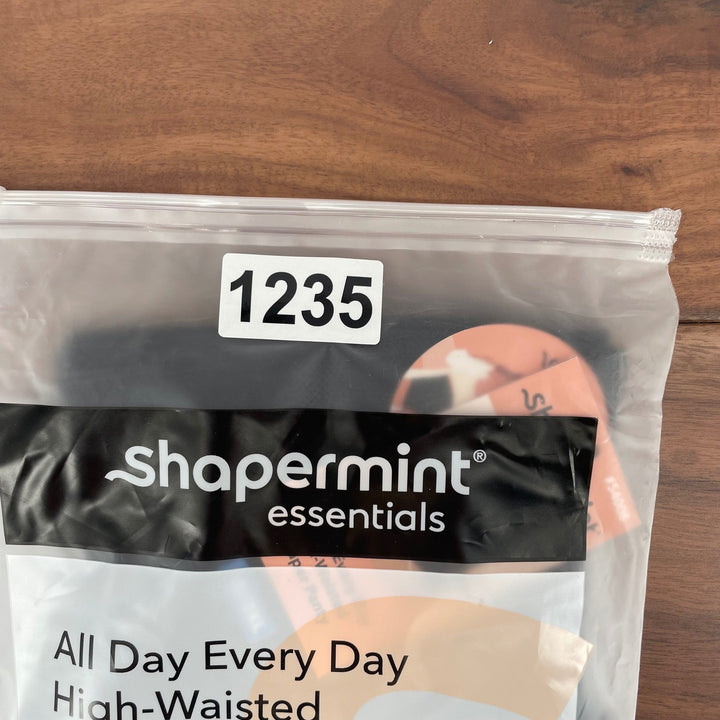 1235
shapermint®
essentials
All Day Every Day
High-Waisted